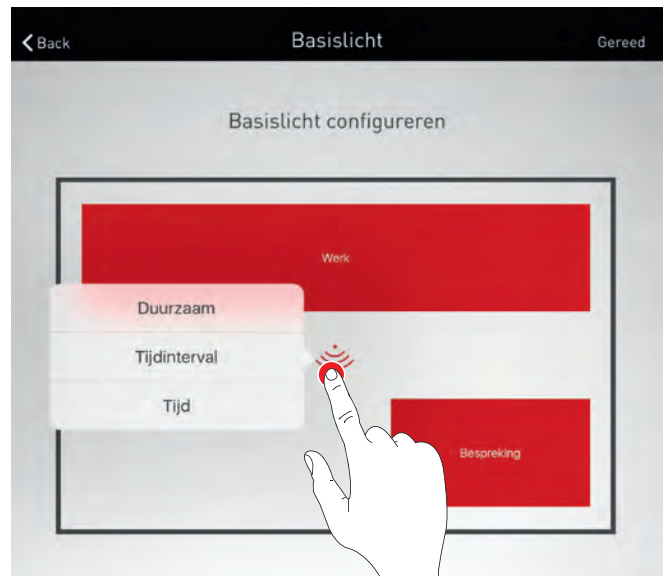 Back
Basislicht
Gereed
Basislicht configureren
Werk
Duurzaam
Tijdinterval
Tijd
Bespreking